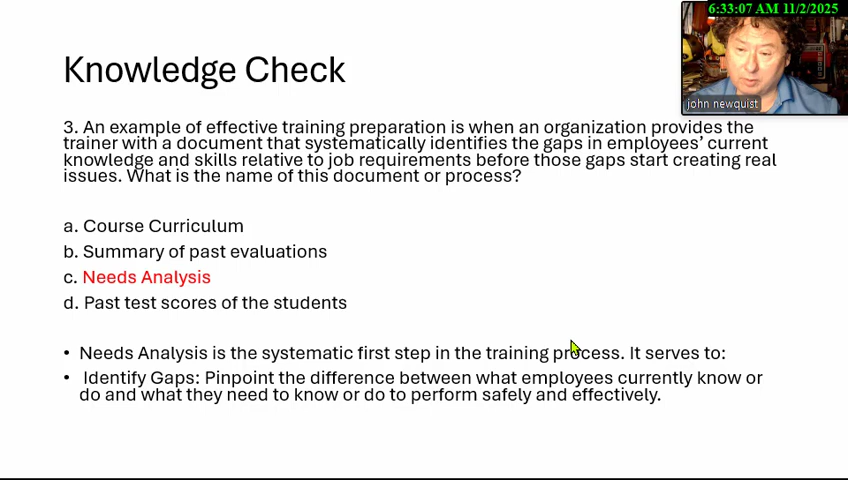 6:33:07 AM 11/2/2025
john newquist
Knowledge Check
3. An example of effective training preparation is when an organization provides the
trainer with a document that systematically identifies the gaps in employees’ current
knowledge and skills relative to job requirements before those gaps start creating real
issues. What is the name of this document or process?
a. Course Curriculum
b. Summary of past evaluations
c. Needs Analysis
d. Past test scores of the students
• Needs Analysis is the systematic first step in the training process. It serves to:
• Identify Gaps: Pinpoint the difference between what employees currently know or
do and what they need to know or do to perform safely and effectively.